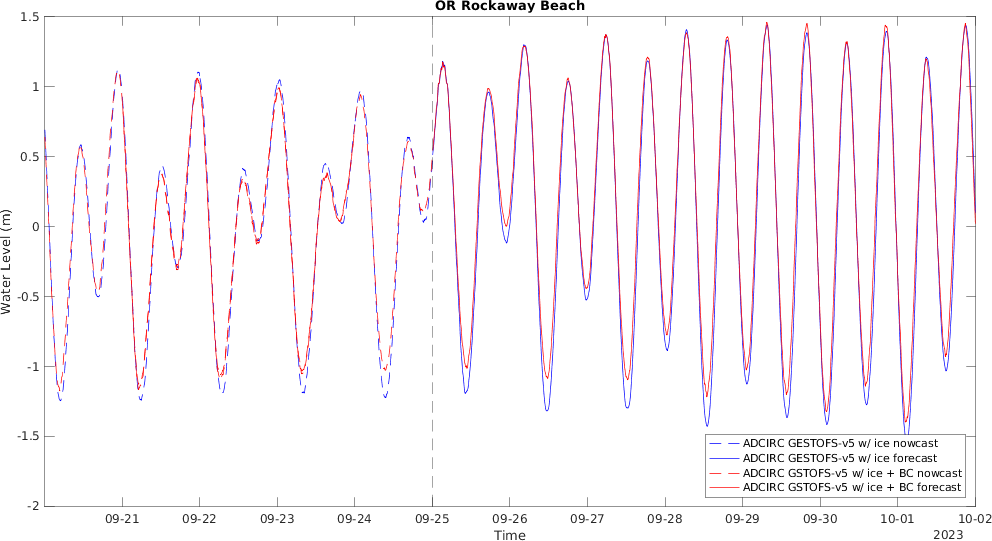 OR Rockaway Beach
1.5
1
0.5
0
-0.5
-1
-1.5
-2
Water Level (m)
ADCIRC GESTOFS-v5 w/ ice nowcast
ADCIRC GESTOFS-v5 w/ ice forecast
ADCIRC GSTOFS-v5 w/ ice + BC nowcast
ADCIRC GSTOFS-v5 w/ ice + BC forecast
09-21 09-22 09-23 09-24 09-25 09-26 09-27 09-28 09-29 09-30 10-01 10-02
Time
2023